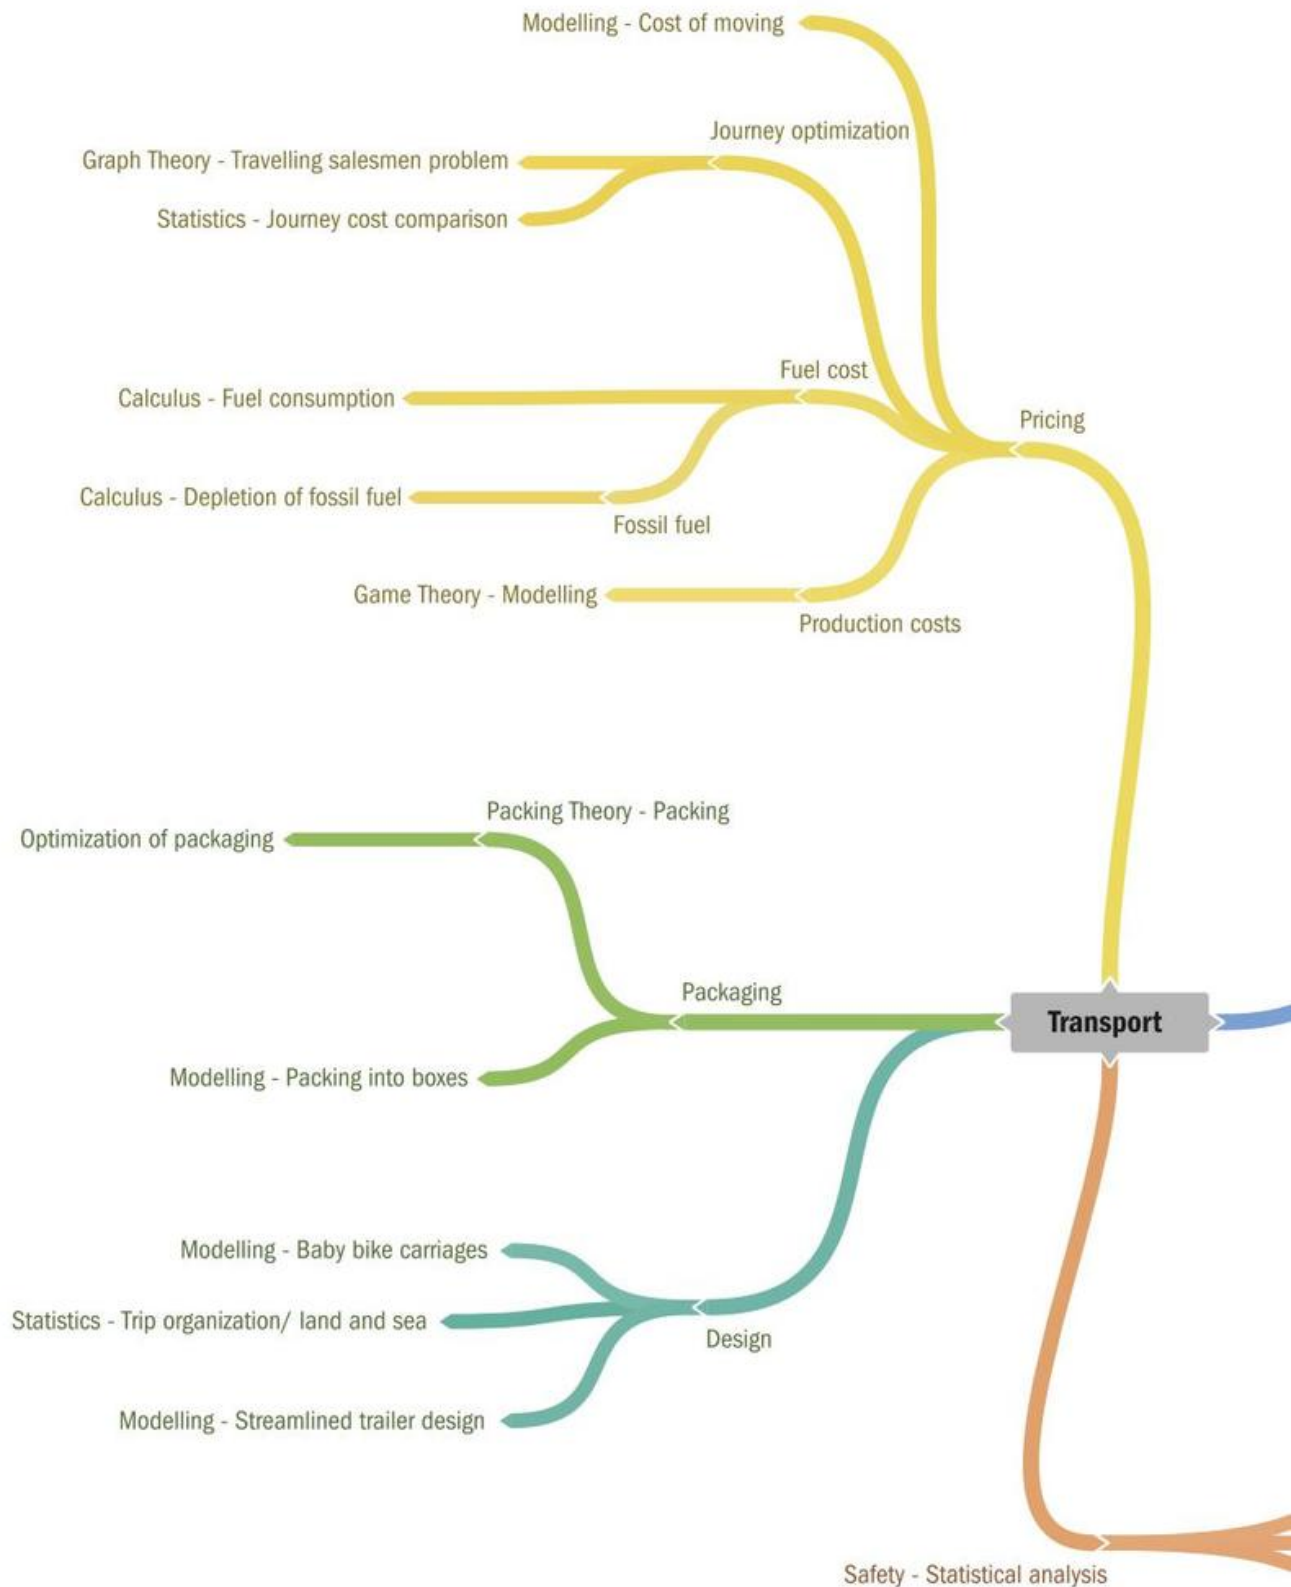 Modelling - Cost of moving
Journey optimization
Graph Theory - Travelling salesmen problem
Statistics - Journey cost comparison
Fuel cost
Calculus - Fuel consumption
Pricing
Calculus - Depletion of fossil fuel
Fossil fuel
Game Theory - Modelling
Production costs
Packing Theory - Packing
Optimization of packaging
Packaging
Transport
Modelling - Packing into boxes
Modelling - Baby bike carriages
Statistics - Trip organization/ land and sea
Design
Modelling - Streamlined trailer design
Safety - Statistical analysis